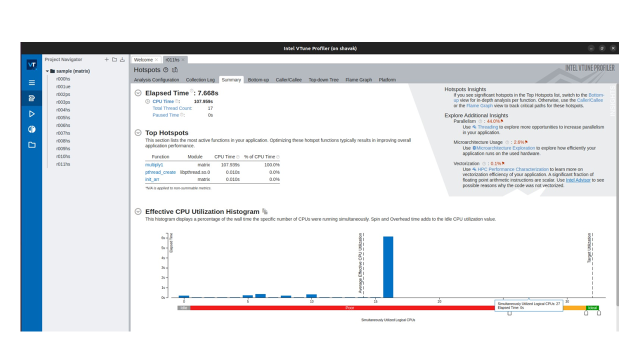 Intel VTune Profiler (on shavak)
VT
Project Navigator
sample (matrix)
r000hs
r001ue
r002ps
r003ps
r004hs
r005hs
r006hs
r007hs
r008hs
r009hs
r010hs
r012hs
Welcome ×
Hotspots
INTEL VTUNE PROFILER
Analysis Configuration Collection Log Summary Bottom-up Caller/Callee Top-down Tree Flame Graph Platform
Elapsed Time : 7.668s
CPU Time : 107.959s
Total Thread Count: 17
Paused Time : 0s
Top Hotspots
This section lists the most active functions in your application. Optimizing these hotspot functions typically results in improving overall
application performance.
Function Module CPU Time % of CPU Time
multiply1 matrix 107.939s 100.0%
pthread_create libpthread.so.0 0.010s 0.0%
init_arr matrix 0.010s 0.0%
*N/A is applied to non-summable metrics.
Hotspots Insights
If you see significant hotspots in the Top Hotspots list, switch to the Bottom-
up view for in-depth analysis per function. Otherwise, use the Caller/Callee
or the Flame Graph view to track critical paths for these hotspots.
Explore Additional Insights
Parallelism : 44.0%
Use Threading to explore more opportunities to increase parallelism
in your application.
Microarchitecture Usage : 2.9%
Use Microarchitecture Exploration to explore how efficiently your
application runs on the used hardware.
Vectorization : 0.1%
Use HPC Performance Characterization to learn more on
vectorization efficiency of your application. A significant fraction of
floating point arithmetic instructions are scalar. Use Intel Advisor to see
possible reasons why the code was not vectorized.
Effective CPU Utilization Histogram
This histogram displays a percentage of the wall time the specific number of CPUs were running simultaneously. Spin and Overhead time adds to the Idle CPU utilization value.
Elapsed Time
6s
5s
4s
3s
2s
1s
0s
Average Effective CPU Utilization
Target Utilization
0 5 10 15 20 30
Idle Poor
Simultaneously Utilized Logical CPUs: 27
Elapsed Time: 0s
Simultaneously Utilized Logical CPUs